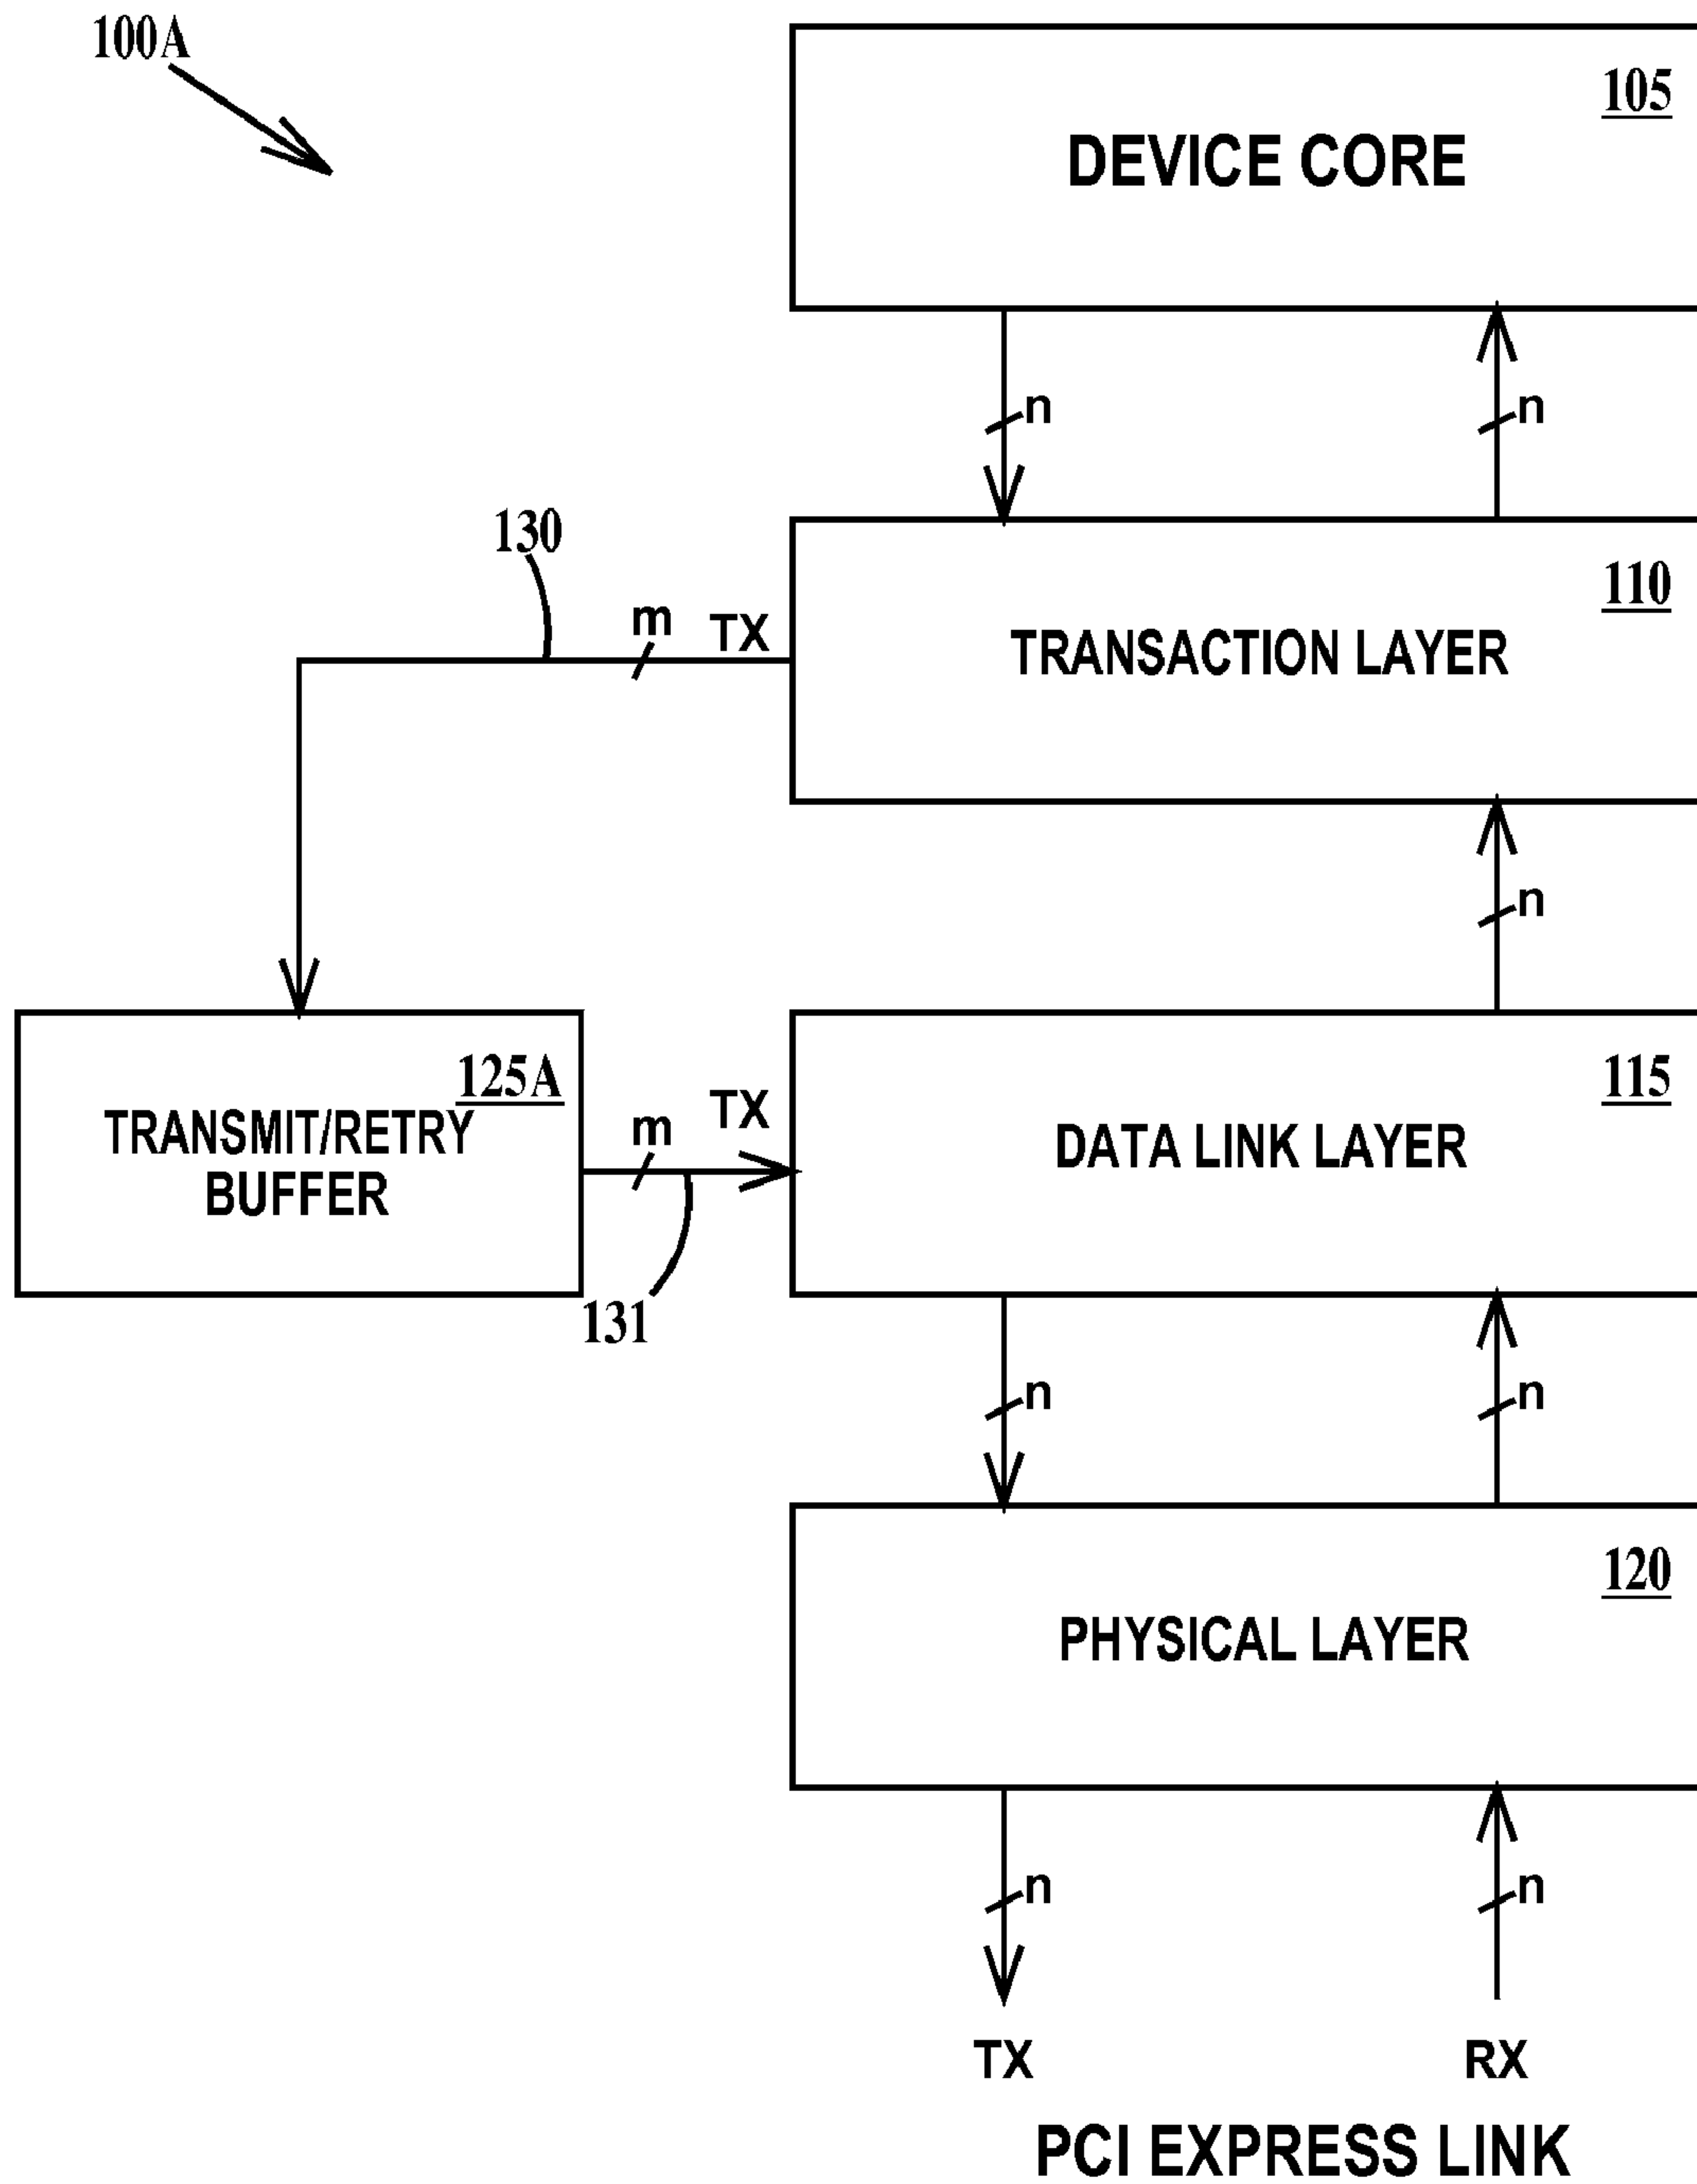 100A
105
DEVICE CORE
n n
130
110
m TX
TRANSACTION LAYER
n
125A
TRANSMIT/RETRY
BUFFER
m TX
131
115
DATA LINK LAYER
n n
120
PHYSICAL LAYER
n n
TX RX
PCI EXPRESS LINK